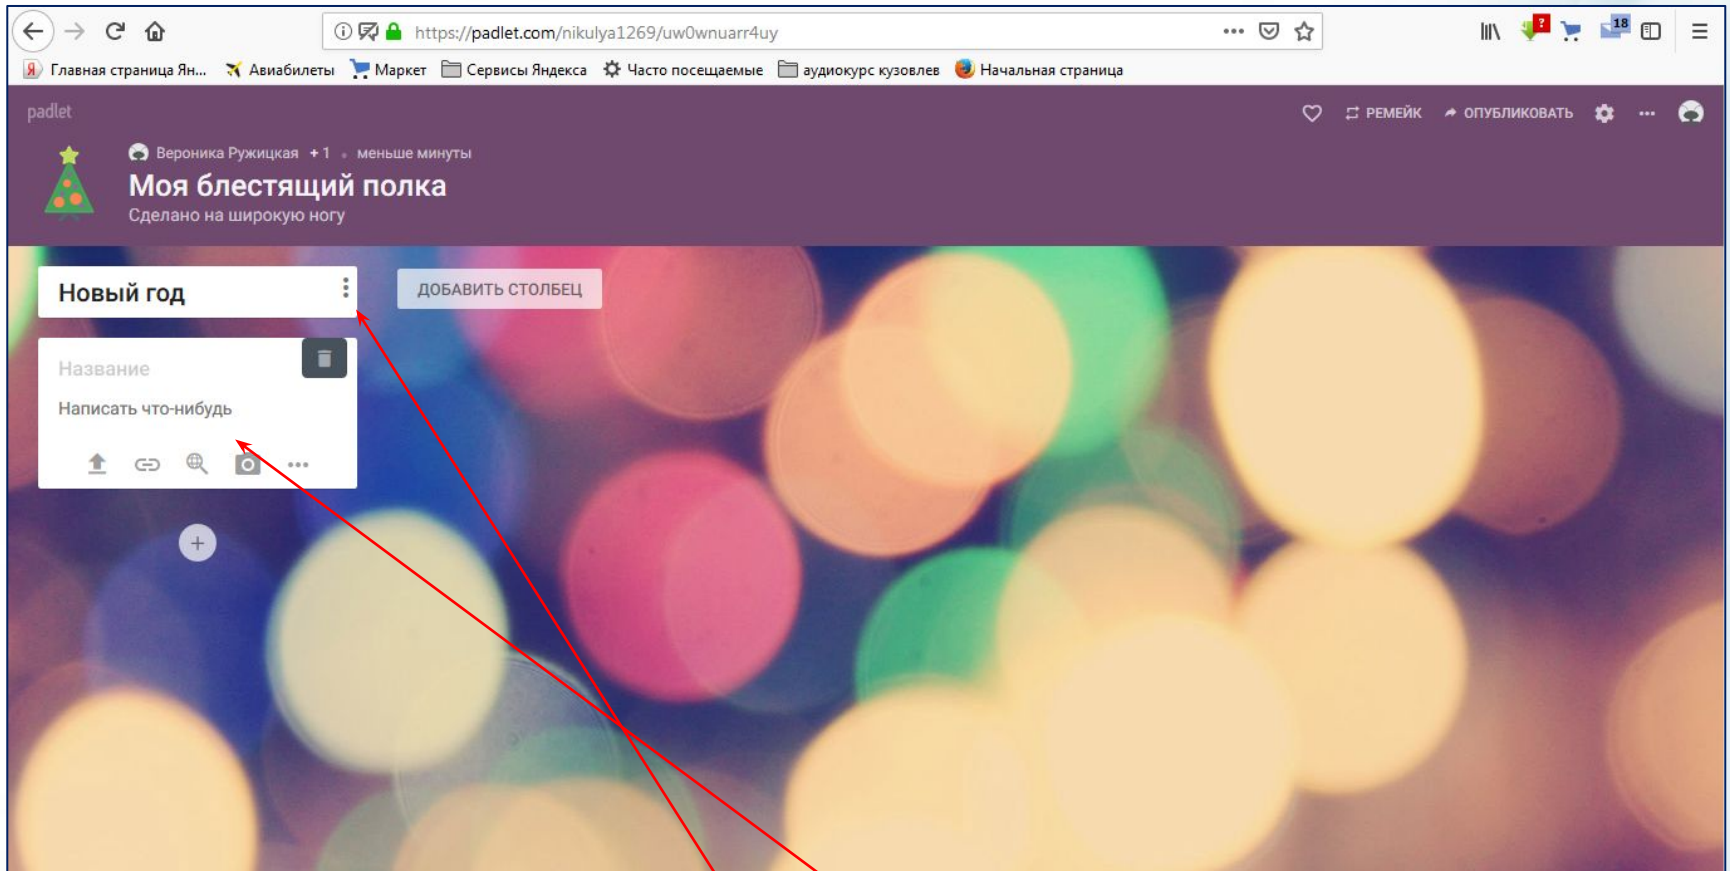 https://padlet.com/nikulya1269/uw0wnuarr4uy
? 18
Я Главная страница Ян... Авиабилеты Маркет Сервисы Яндекса Часто посещаемые аудиокурс кузовлев Начальная страница
padlet
РЕМЕЙК ОПУБЛИКОВАТЬ
Вероника Ружицкая +1 меньше минуты
Моя блестящий полка
Сделано на широкую ногу
Новый год
ДОБАВИТЬ СТОЛБЕЦ
Название
Написать что-нибудь